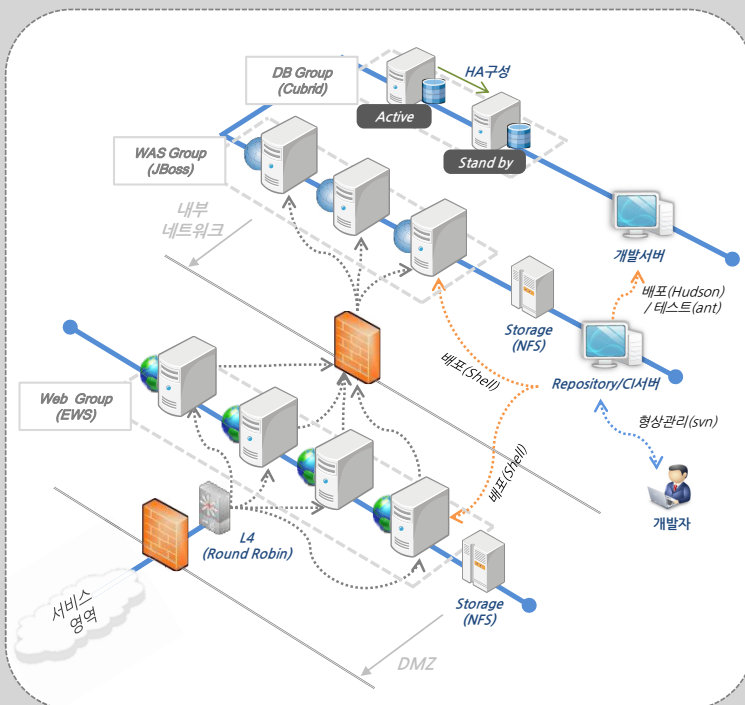 DB Group
(Cubrid)
HA구성
Active
Stand by
WAS Group
(JBoss)
내부
네트워크
개발서버
배포(Hudson)
/ 테스트(ant)
Storage
(NFS)
Repository/CI서버
배포(Shell)
형상관리(svn)
Web Group
(EWS)
배포(Shell)
개발자
L4
(Round Robin)
서비스
영역
Storage
(NFS)
DMZ